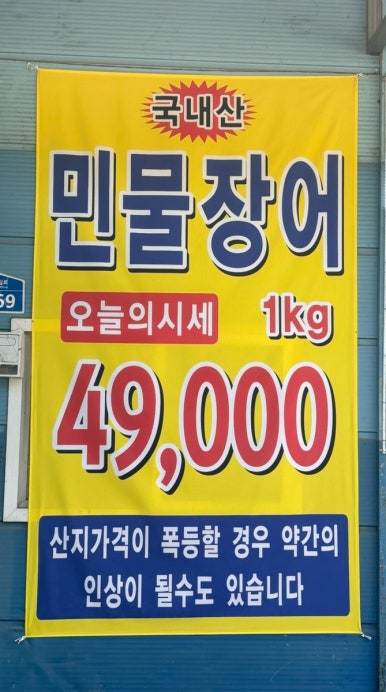 국내산
민물장어
오늘의시세 1kg
49,000
산지가격이 폭등할 경우 약간의
인상이 될수도 있습니다
59